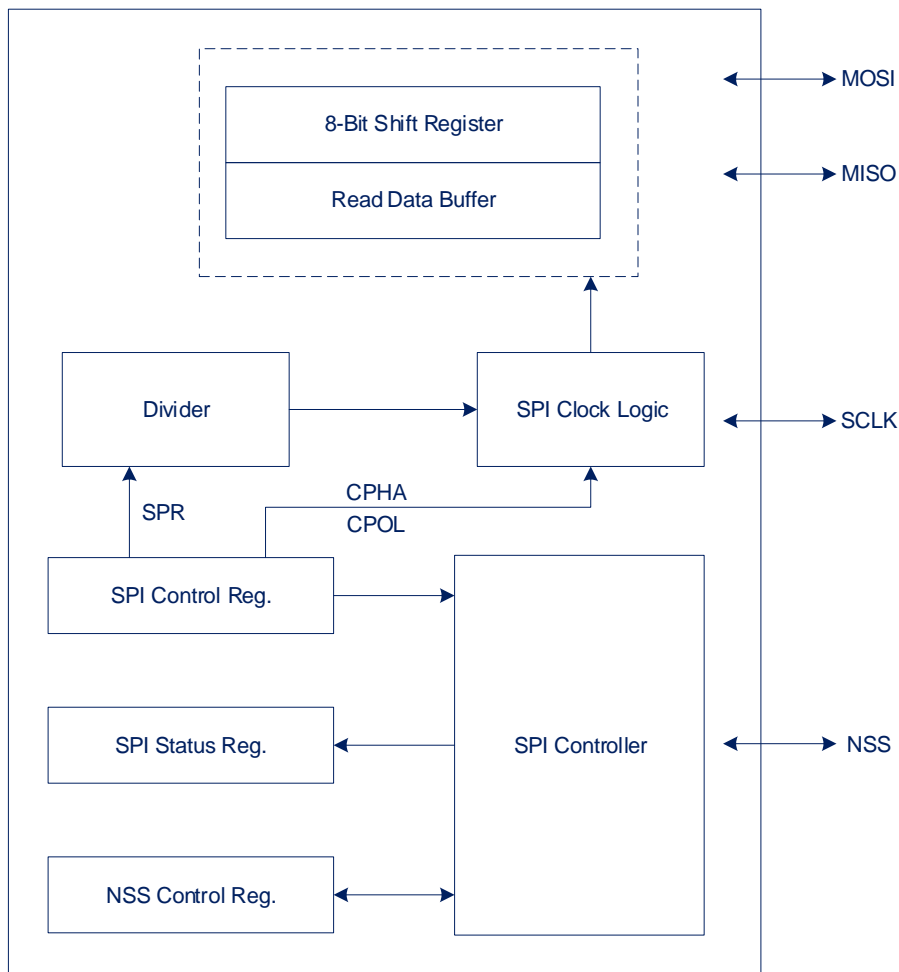 8-Bit Shift Register
Read Data Buffer
MOSI
MISO
Divider
SPI Clock Logic
SCLK
SPR
CPHA
CPOL
SPI Control Reg.
SPI Status Reg.
SPI Controller
NSS
NSS Control Reg.